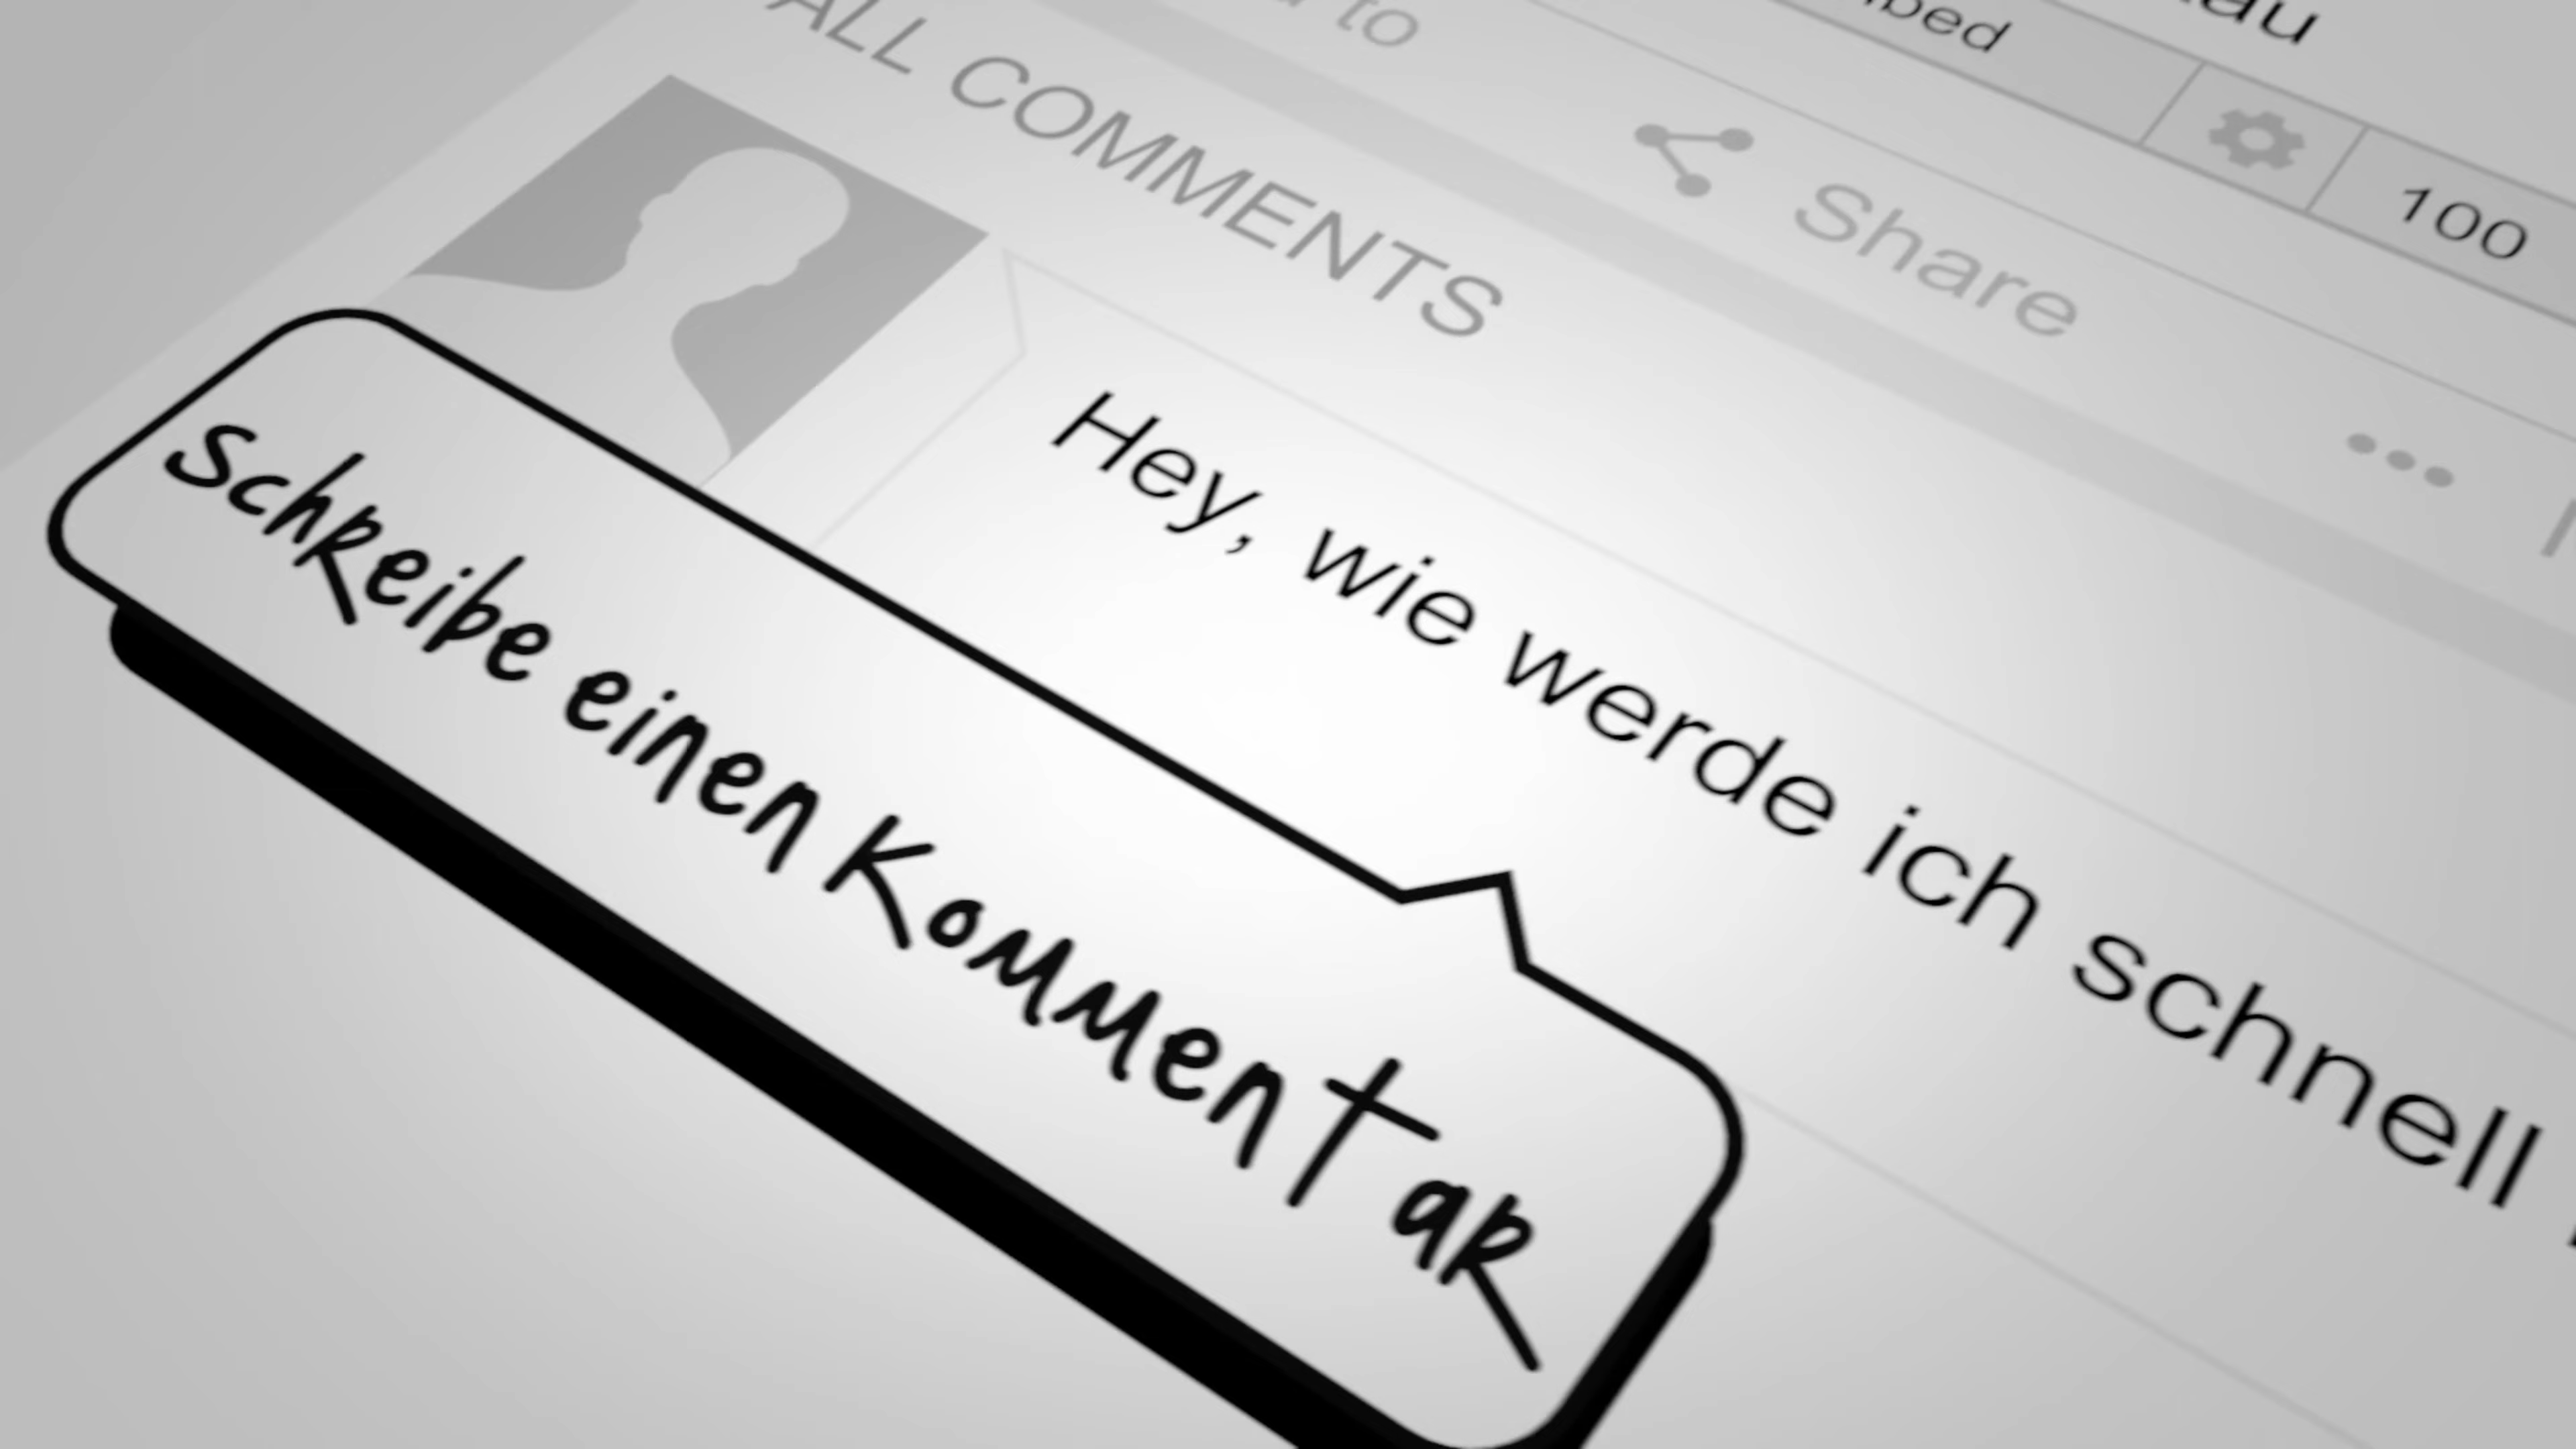 100
Share
ALL COMMENTS
Hey, wie werde ich schnell
Schreibe einen Kommentar